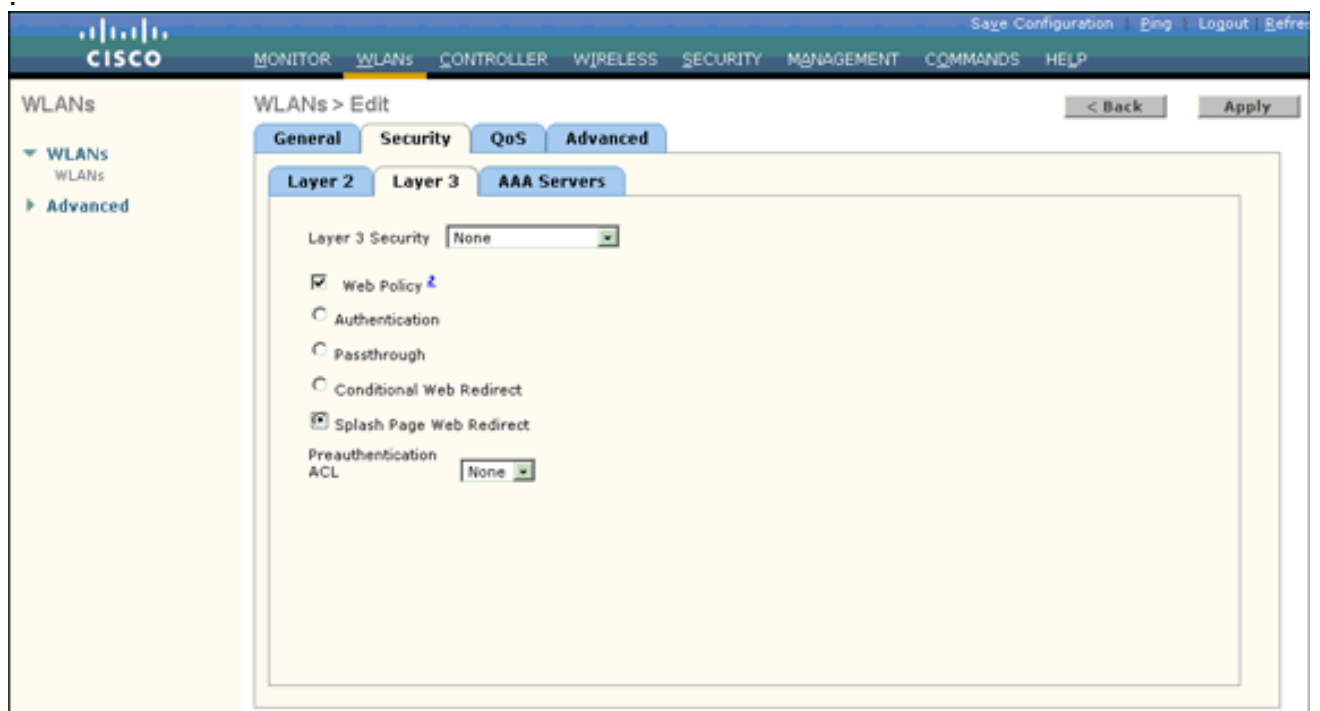 Save Configuration | Ping | Logout | Refres
CISCO
MONITOR WLANs CONTROLLER WIRELESS SECURITY MANAGEMENT COMMANDS HELP
WLANs
WLANs > Edit
< Back
Apply
WLANs
WLANs
Advanced
General Security QoS Advanced
Layer 2 Layer 3 AAA Servers
Layer 3 Security None
Web Policy 2
Authentication
Passthrough
Conditional Web Redirect
Splash Page Web Redirect
Preauthentication
ACL None